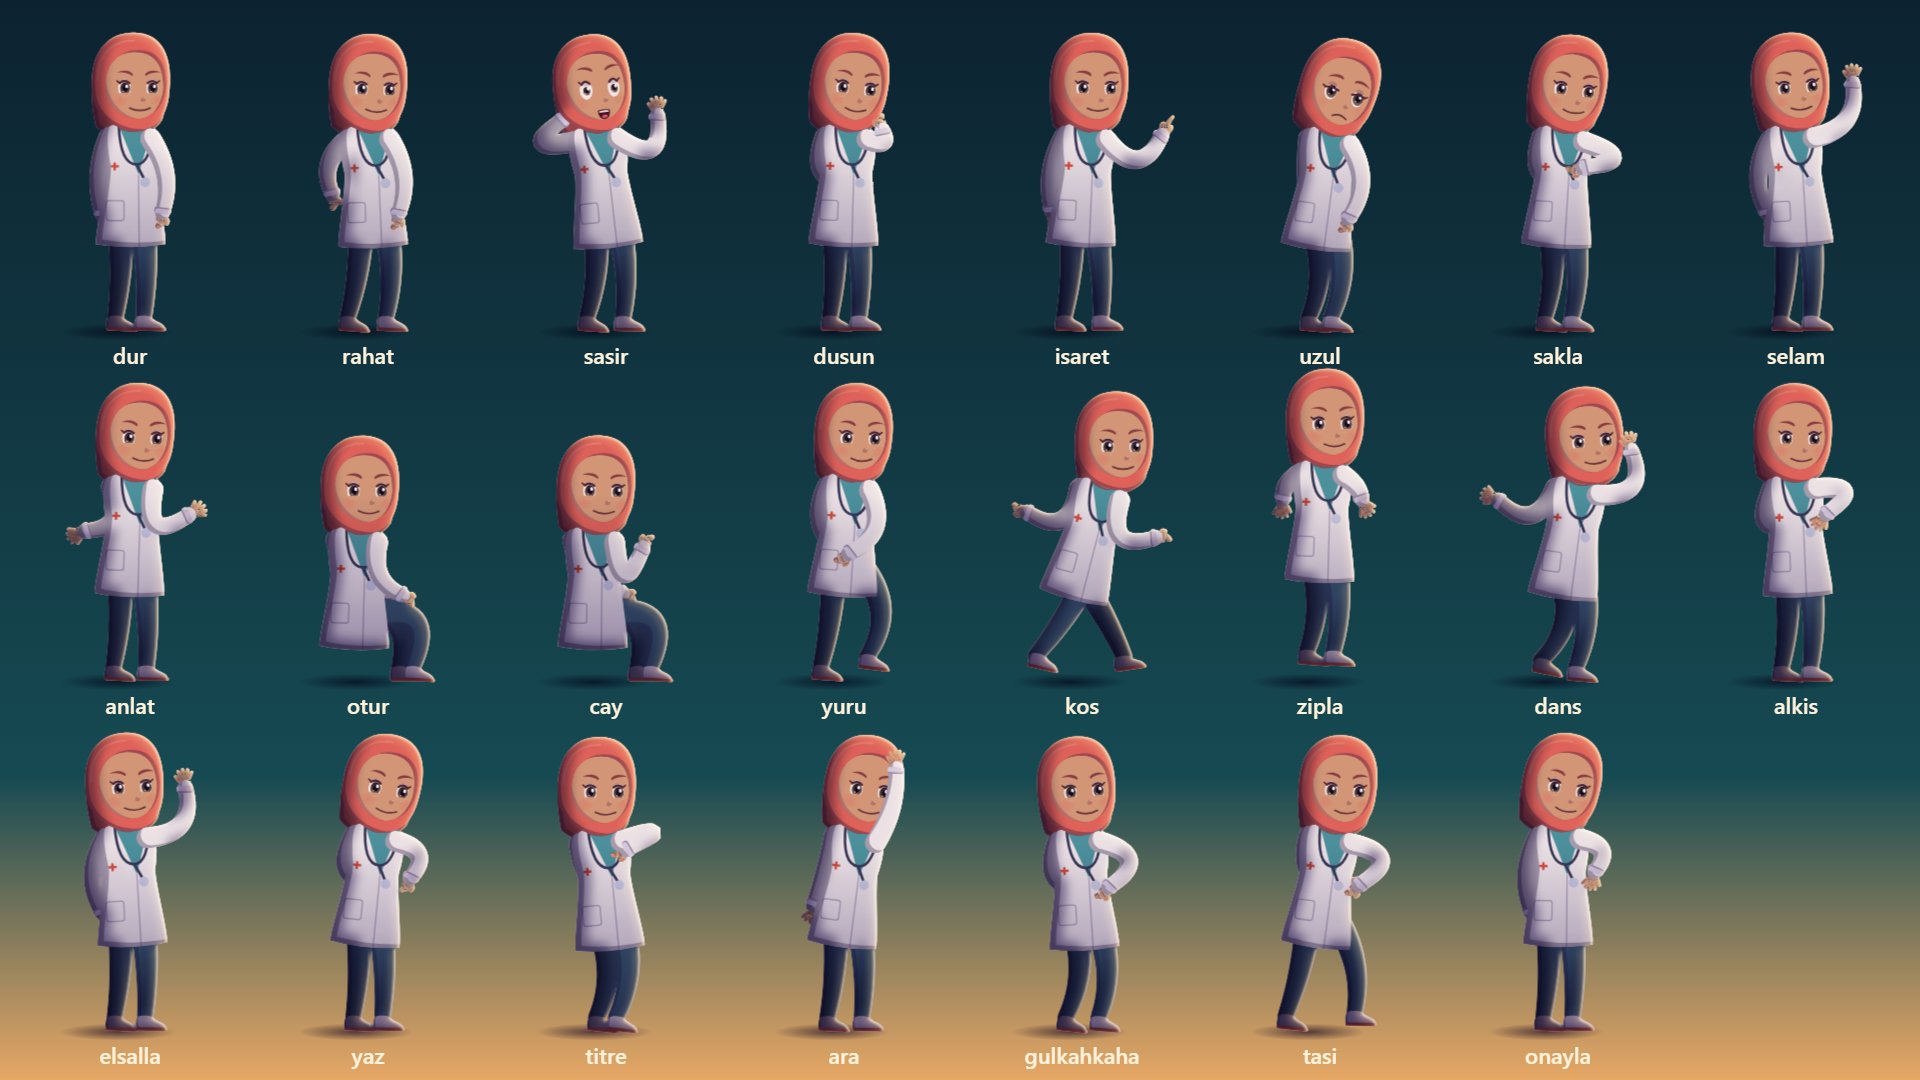 dur rahat sasir dusun isaret uzul sakla selam
anlat otur cay yuru kos zipla dans alkis
elsalla yaz titre ara gulkahkaha tasi onayla